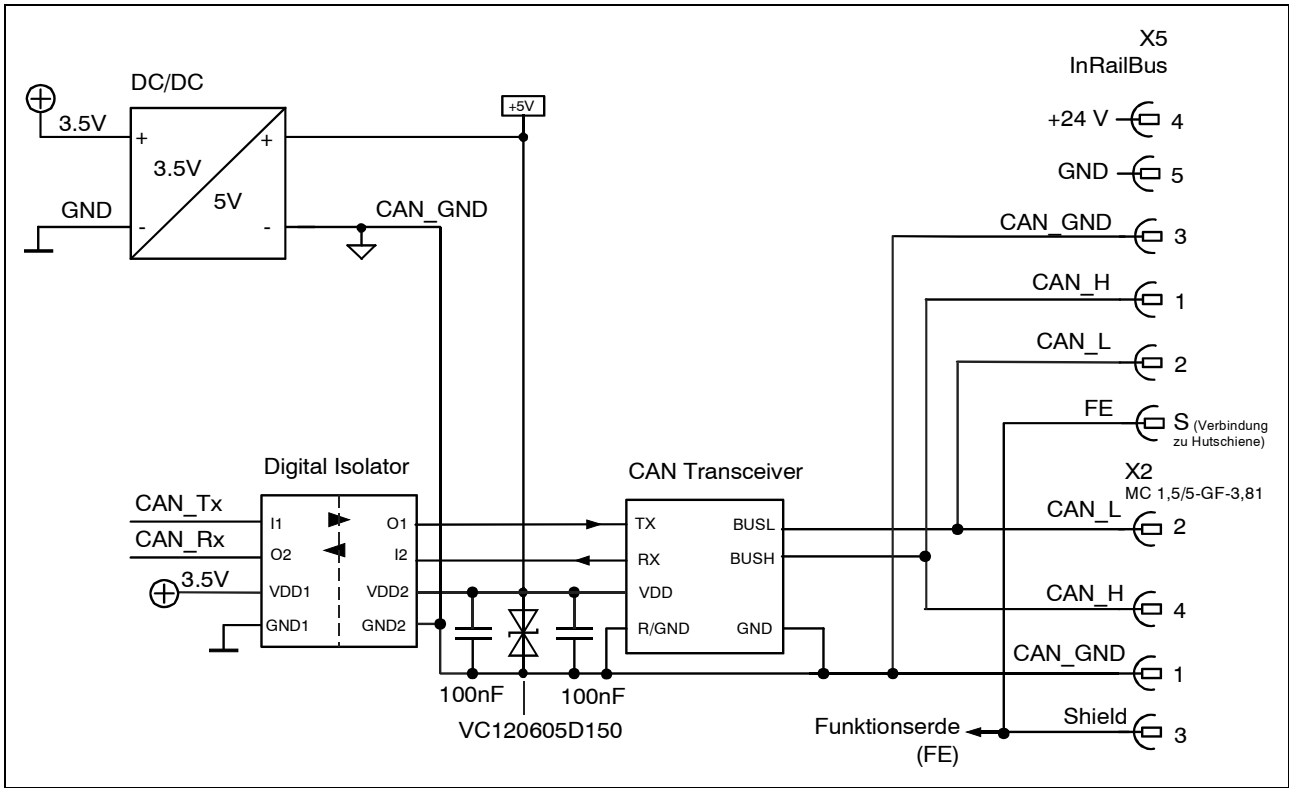 DC/DC
3.5V
+
+
3.5V
5V
GND
-
-
+5V
CAN_GND
X5
InRailBus
+24 V
4
GND
5
CAN_GND
3
CAN_H
1
CAN_L
2
FE
S (Verbindung
zu Hutschiene)
X2
MC 1,5/5-GF-3,81
CAN_L
2
CAN_H
4
CAN_GND
1
Shield
3
Digital Isolator
CAN_Tx
CAN_Rx
3.5V
I1
O2
VDD1
GND1
O1
I2
VDD2
GND2
CAN Transceiver
TX
RX
VDD
R/GND
BUSL
BUSH
GND
100nF
100nF
VC120605D150
Funktionserde
(FE)